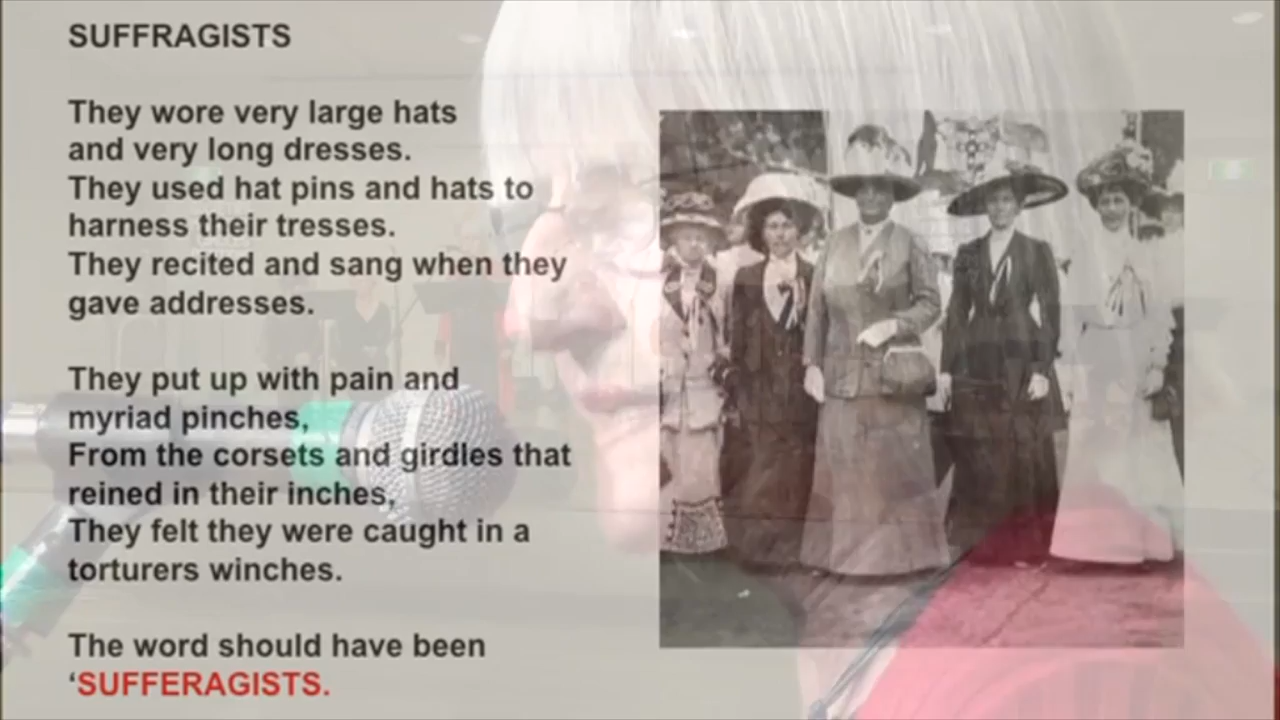 SUFFRAGISTS
They wore very large hats
and very long dresses.
They used hat pins and hats to
harness their tresses.
They recited and sang when they
gave addresses.
They put up with pain and
myriad pinches,
From the corsets and girdles that
reined in their inches,
They felt they were caught in a
torturers winches.
The word should have been
‘SUFFERAGISTS.